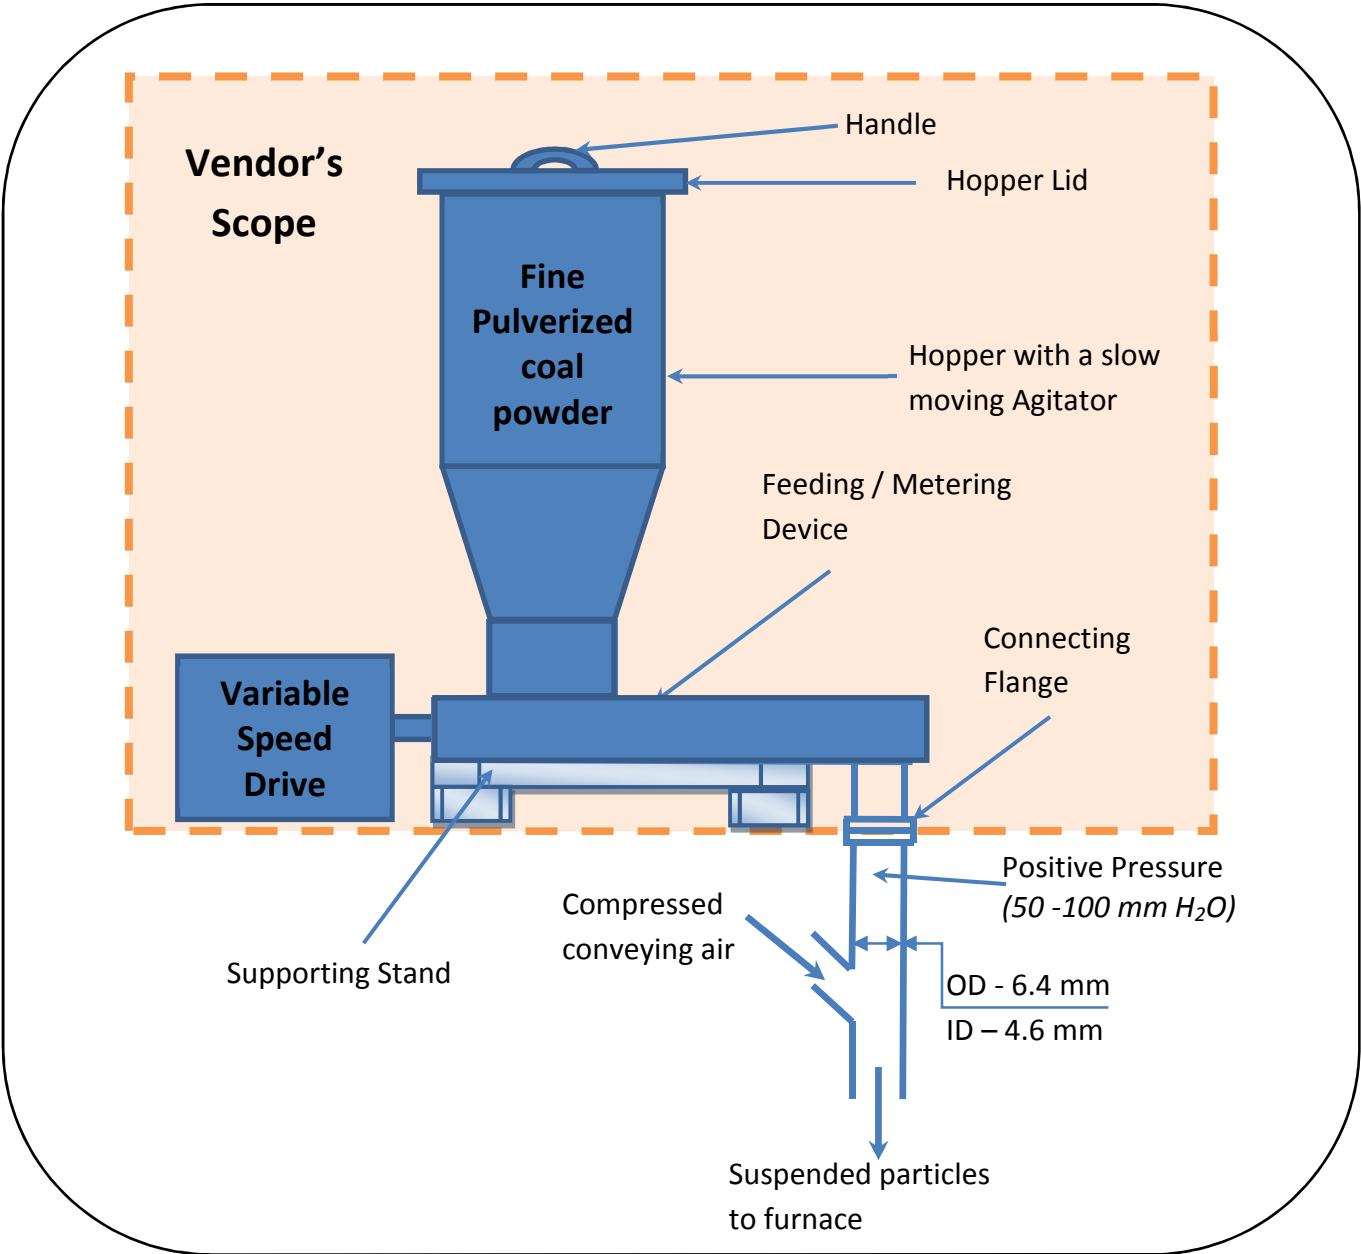 Vendor’s
Scope
Handle
Hopper Lid
Fine
Pulverized
coal
powder
Hopper with a slow
moving Agitator
Feeding / Metering
Device
Connecting
Flange
Variable
Speed
Drive
Positive Pressure
(50 -100 mm H₂O)
Compressed
conveying air
Supporting Stand
OD - 6.4 mm
ID – 4.6 mm
Suspended particles
to furnace